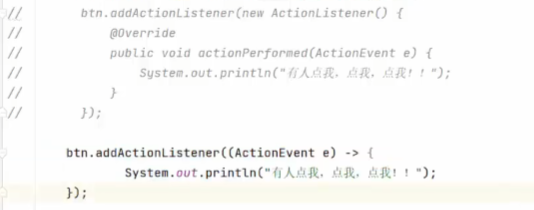 //        btn.addActionListener(new ActionListener() {
//            @Override
//            public void actionPerformed(ActionEvent e) {
//                System.out.println("有人点我，点我，点我！！");
//            }
//        });
btn.addActionListener((ActionEvent e) -> {
        System.out.println("有人点我，点我，点我！！");
});